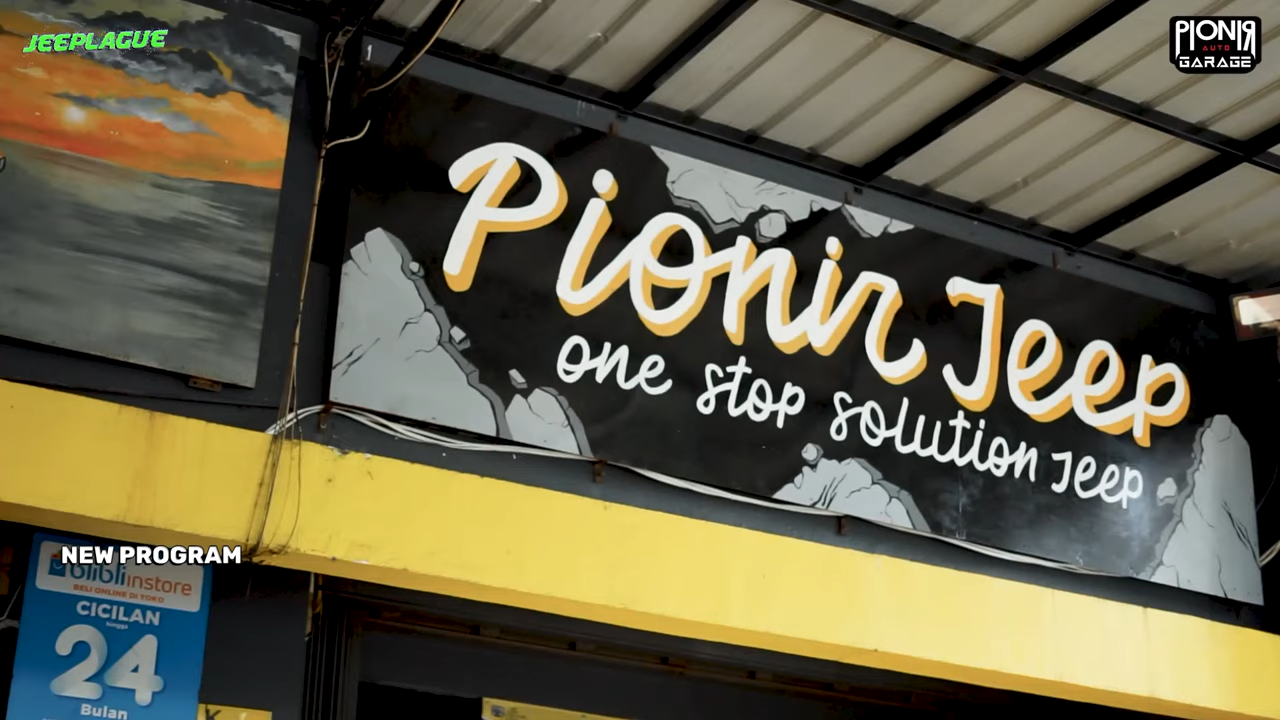 JEEPLAGUE
PIONIR
AUTO
GARAGE
Pionir Jeep
one stop solution Jeep
NEW PROGRAM
blibli instore
BELI ONLINE DI TOKO
CICILAN
hingga
24
Bulan